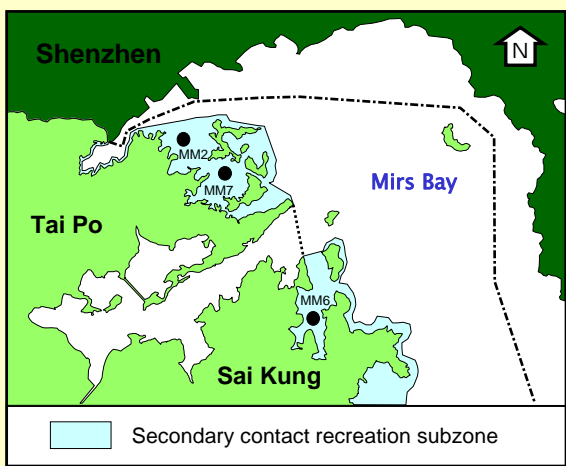 Shenzhen
N
MM2
MM7
Mirs Bay
Tai Po
MM6
Sai Kung
Secondary contact recreation subzone